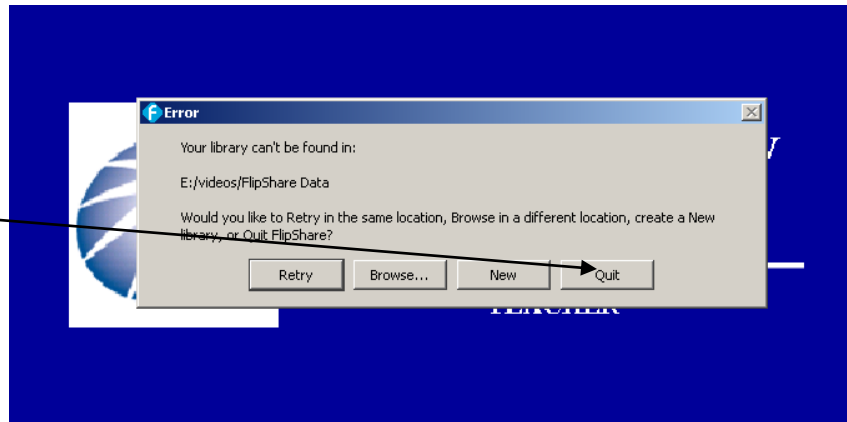 Error
Your library can't be found in:
E:/videos/FlipShare Data
Would you like to Retry in the same location, Browse in a different location, create a New
library, or Quit FlipShare?
Retry Browse... New Quit
TEACHER